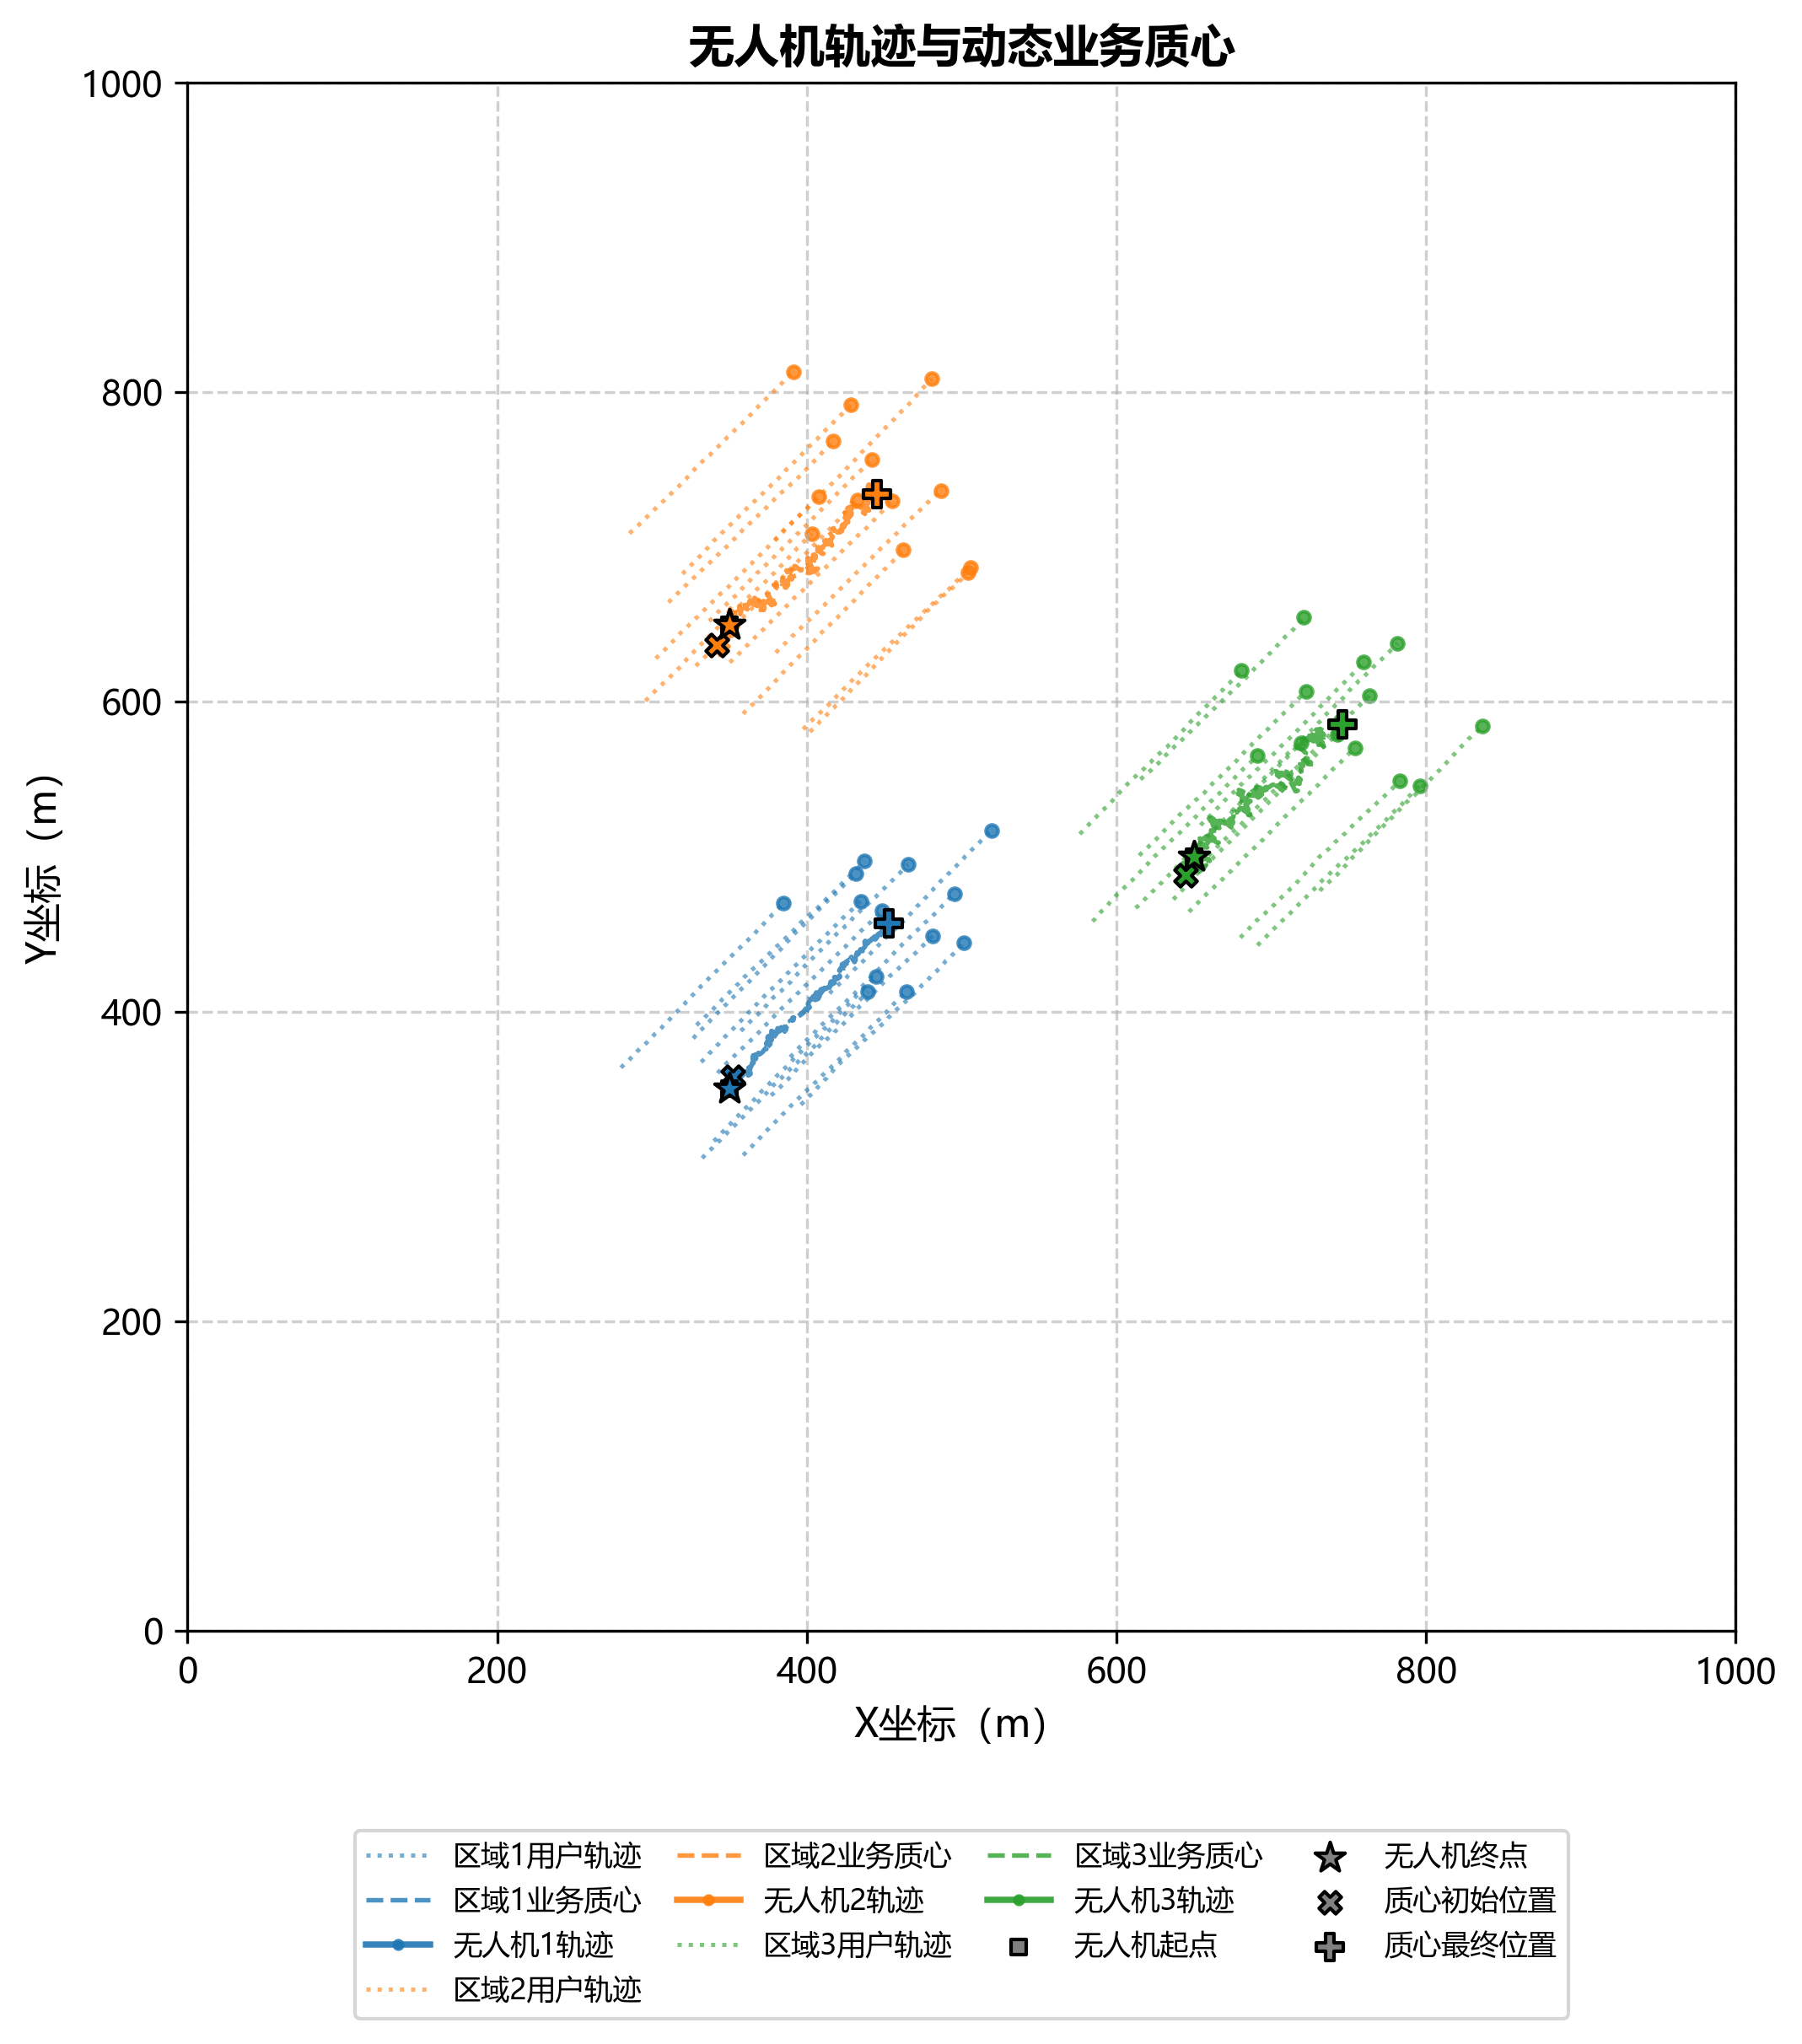 无人机轨迹与动态业务质心
1000
800
600
400
200
0
Y坐标（m）
0 200 400 600 800 1000
X坐标（m）
区域1用户轨迹 区域2业务质心 区域3业务质心 无人机终点
区域1业务质心 无人机2轨迹 无人机3轨迹 质心初始位置
无人机1轨迹 区域3用户轨迹 无人机起点 质心最终位置
区域2用户轨迹